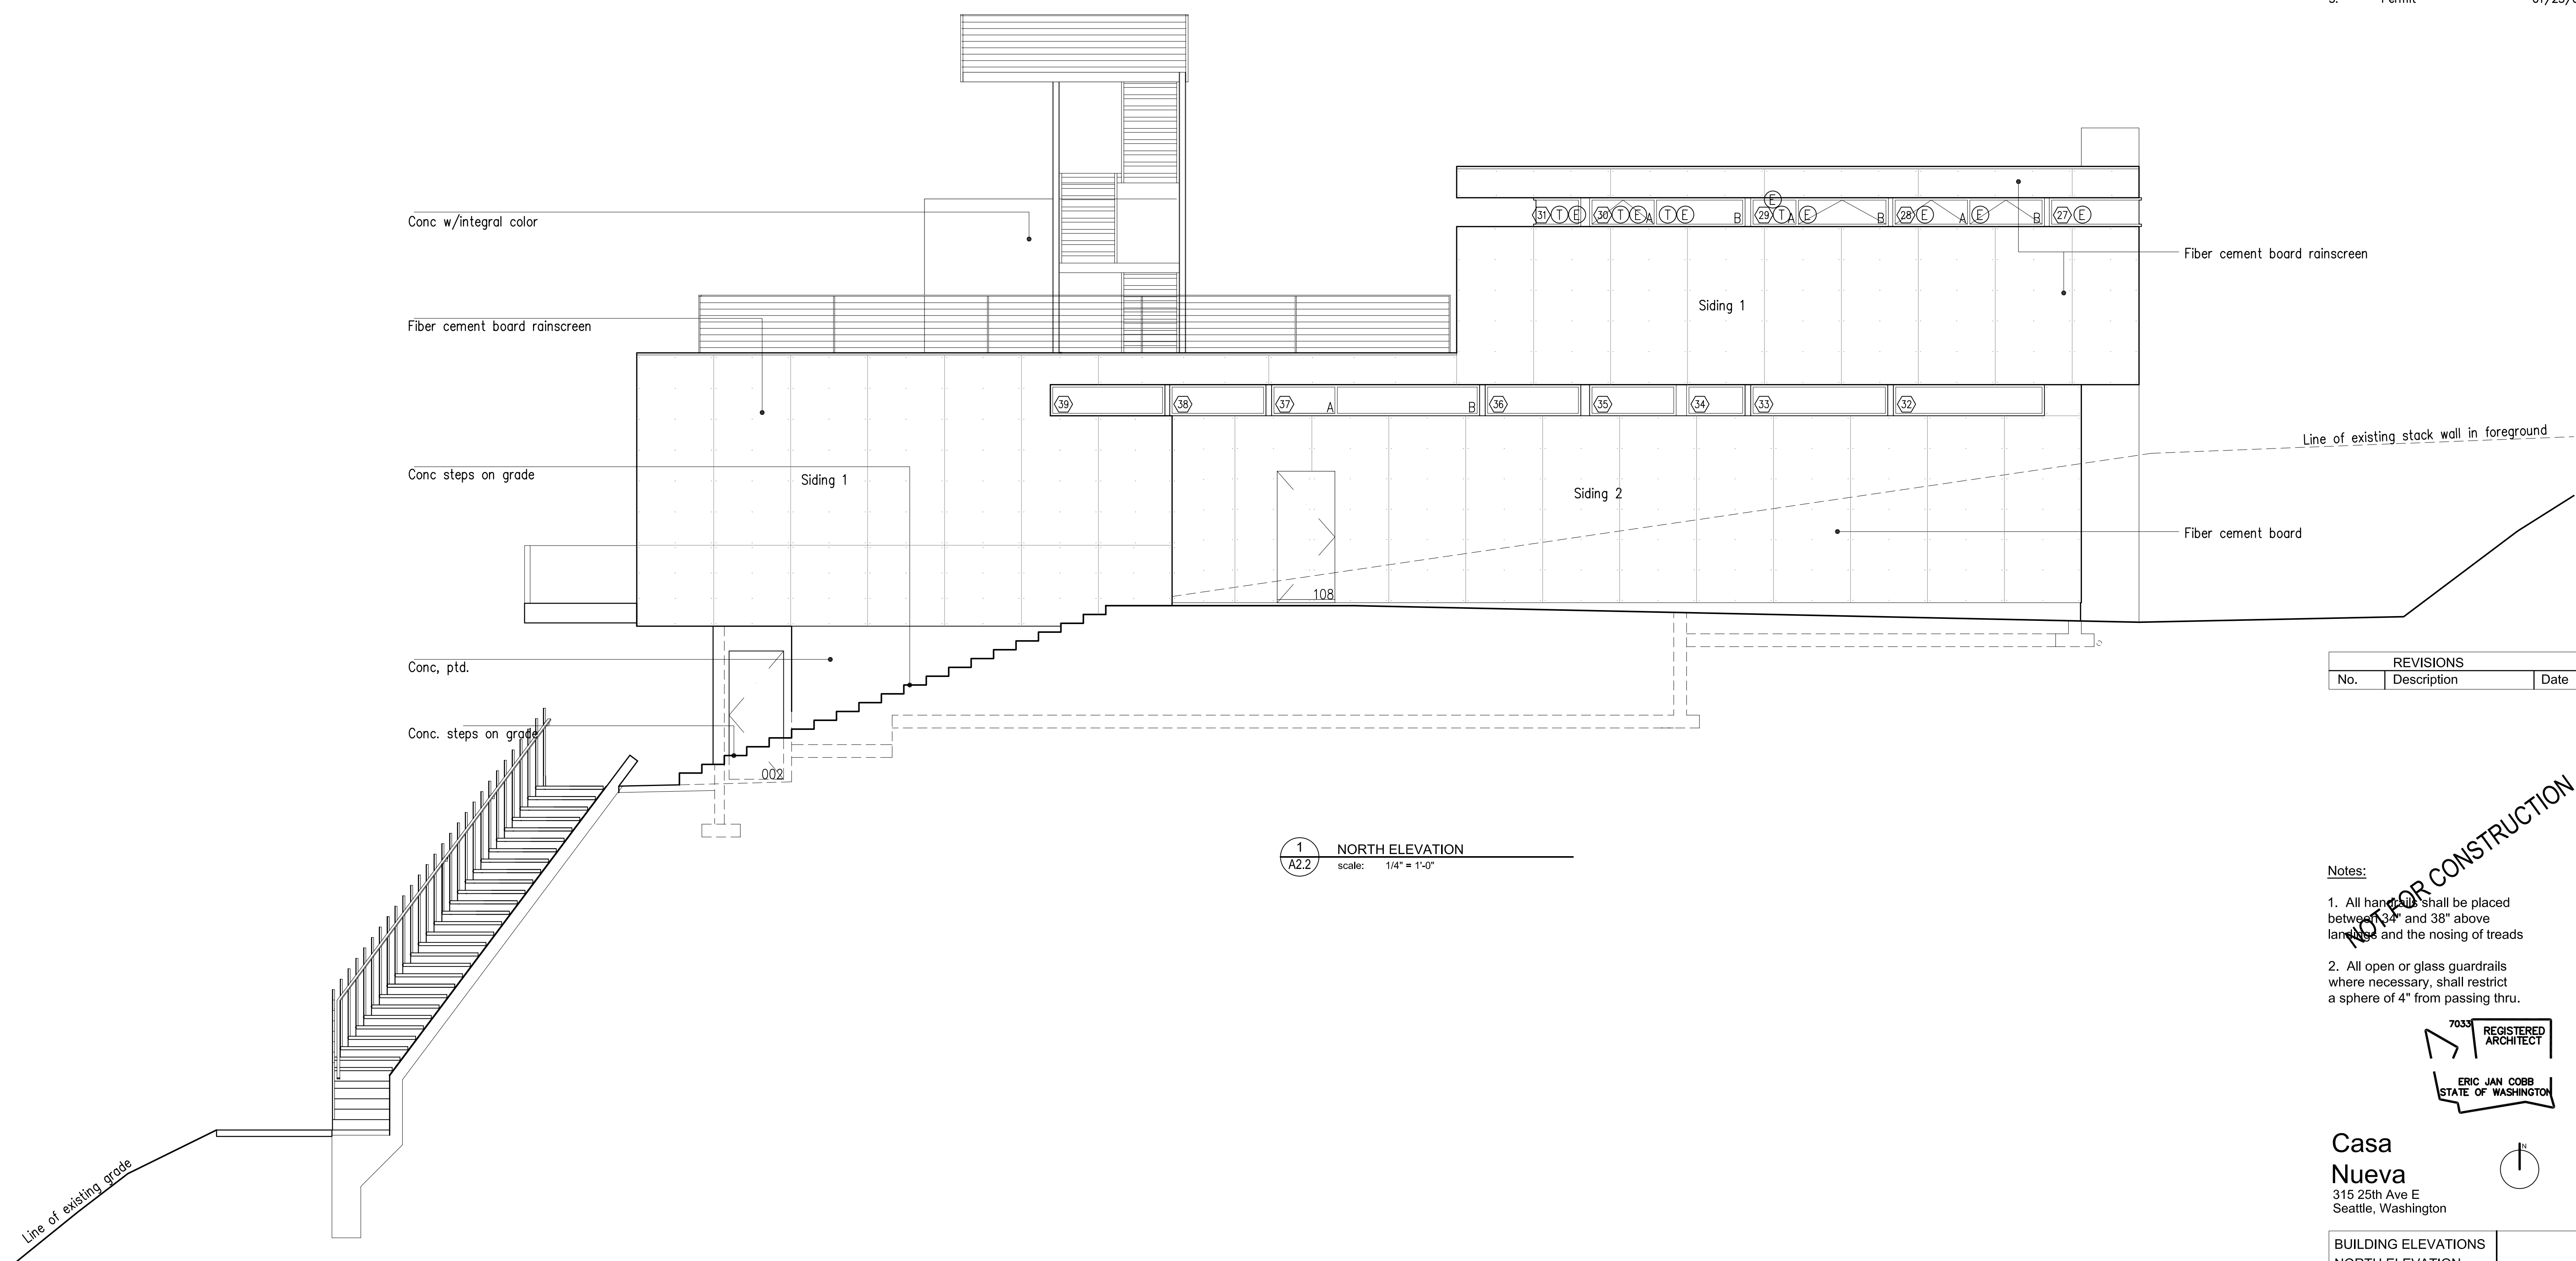 3. Permit
Conc w/integral color
31 T E 30 T E A T E B 29 E T A E B 28 E A E B 27 E
Fiber cement board rainscreen
Siding 1
Fiber cement board rainscreen
39 38 37 A B 36 35 34 33 32
Line of existing stack wall in foreground
Conc steps on grade
Siding 1
Siding 2
Fiber cement board
108
Conc, ptd.
Conc. steps on grade
002
REVISIONS
No. Description Date
1
A2.2
NORTH ELEVATION
scale: 1/4" = 1'-0"
NOT FOR CONSTRUCTION
Notes:
1. All handrails shall be placed
between 34" and 38" above
landings and the nosing of treads
2. All open or glass guardrails
where necessary, shall restrict
a sphere of 4" from passing thru.
7033
REGISTERED
ARCHITECT
ERIC JAN COBB
STATE OF WASHINGTON
Casa
Nueva
N
315 25th Ave E
Seattle, Washington
Line of existing grade
BUILDING ELEVATIONS
NORTH ELEVATION